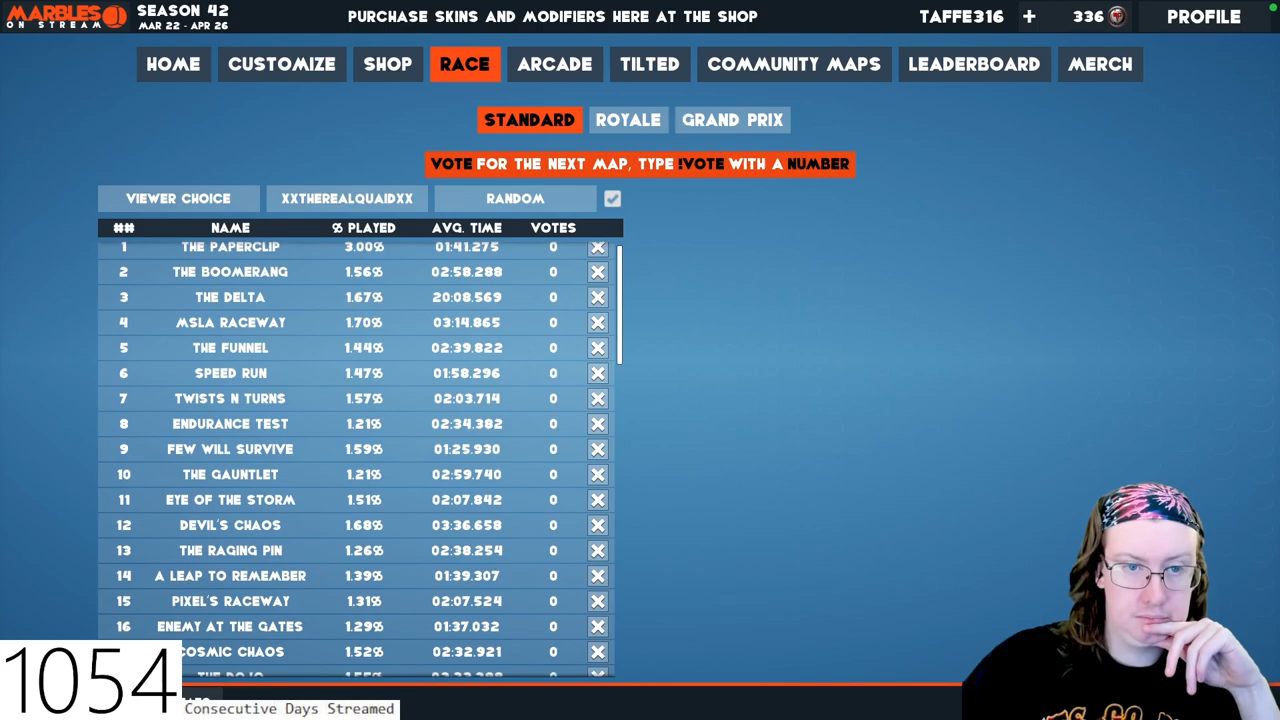 MARBLES
ON STREAM
SEASON 42
MAR 22 - APR 26
PURCHASE SKINS AND MODIFIERS HERE AT THE SHOP
TAFFE316 + 336 PROFILE
HOME CUSTOMIZE SHOP RACE ARCADE TILTED COMMUNITY MAPS LEADERBOARD MERCH
STANDARD ROYALE GRAND PRIX
VOTE FOR THE NEXT MAP, TYPE !VOTE WITH A NUMBER
VIEWER CHOICE XXTHEREALQUAIDXX RANDOM
## NAME % PLAYED AVG. TIME VOTES
1 THE PAPERCLIP 3.00% 01:41.275 0
2 THE BOOMERANG 1.56% 02:58.288 0
3 THE DELTA 1.67% 20:08.569 0
4 MSLA RACEWAY 1.70% 03:14.865 0
5 THE FUNNEL 1.44% 02:39.822 0
6 SPEED RUN 1.47% 01:58.296 0
7 TWISTS N TURNS 1.57% 02:03.714 0
8 ENDURANCE TEST 1.21% 02:34.382 0
9 FEW WILL SURVIVE 1.59% 01:25.930 0
10 THE GAUNTLET 1.21% 02:59.740 0
11 EYE OF THE STORM 1.51% 02:07.842 0
12 DEVIL'S CHAOS 1.68% 03:36.658 0
13 THE RAGING PIN 1.26% 02:38.254 0
14 A LEAP TO REMEMBER 1.39% 01:39.307 0
15 PIXEL'S RACEWAY 1.31% 02:07.524 0
16 ENEMY AT THE GATES 1.29% 01:37.032 0
COSMIC CHAOS 1.52% 02:32.921 0
THE DOJO
1054
Consecutive Days Streamed